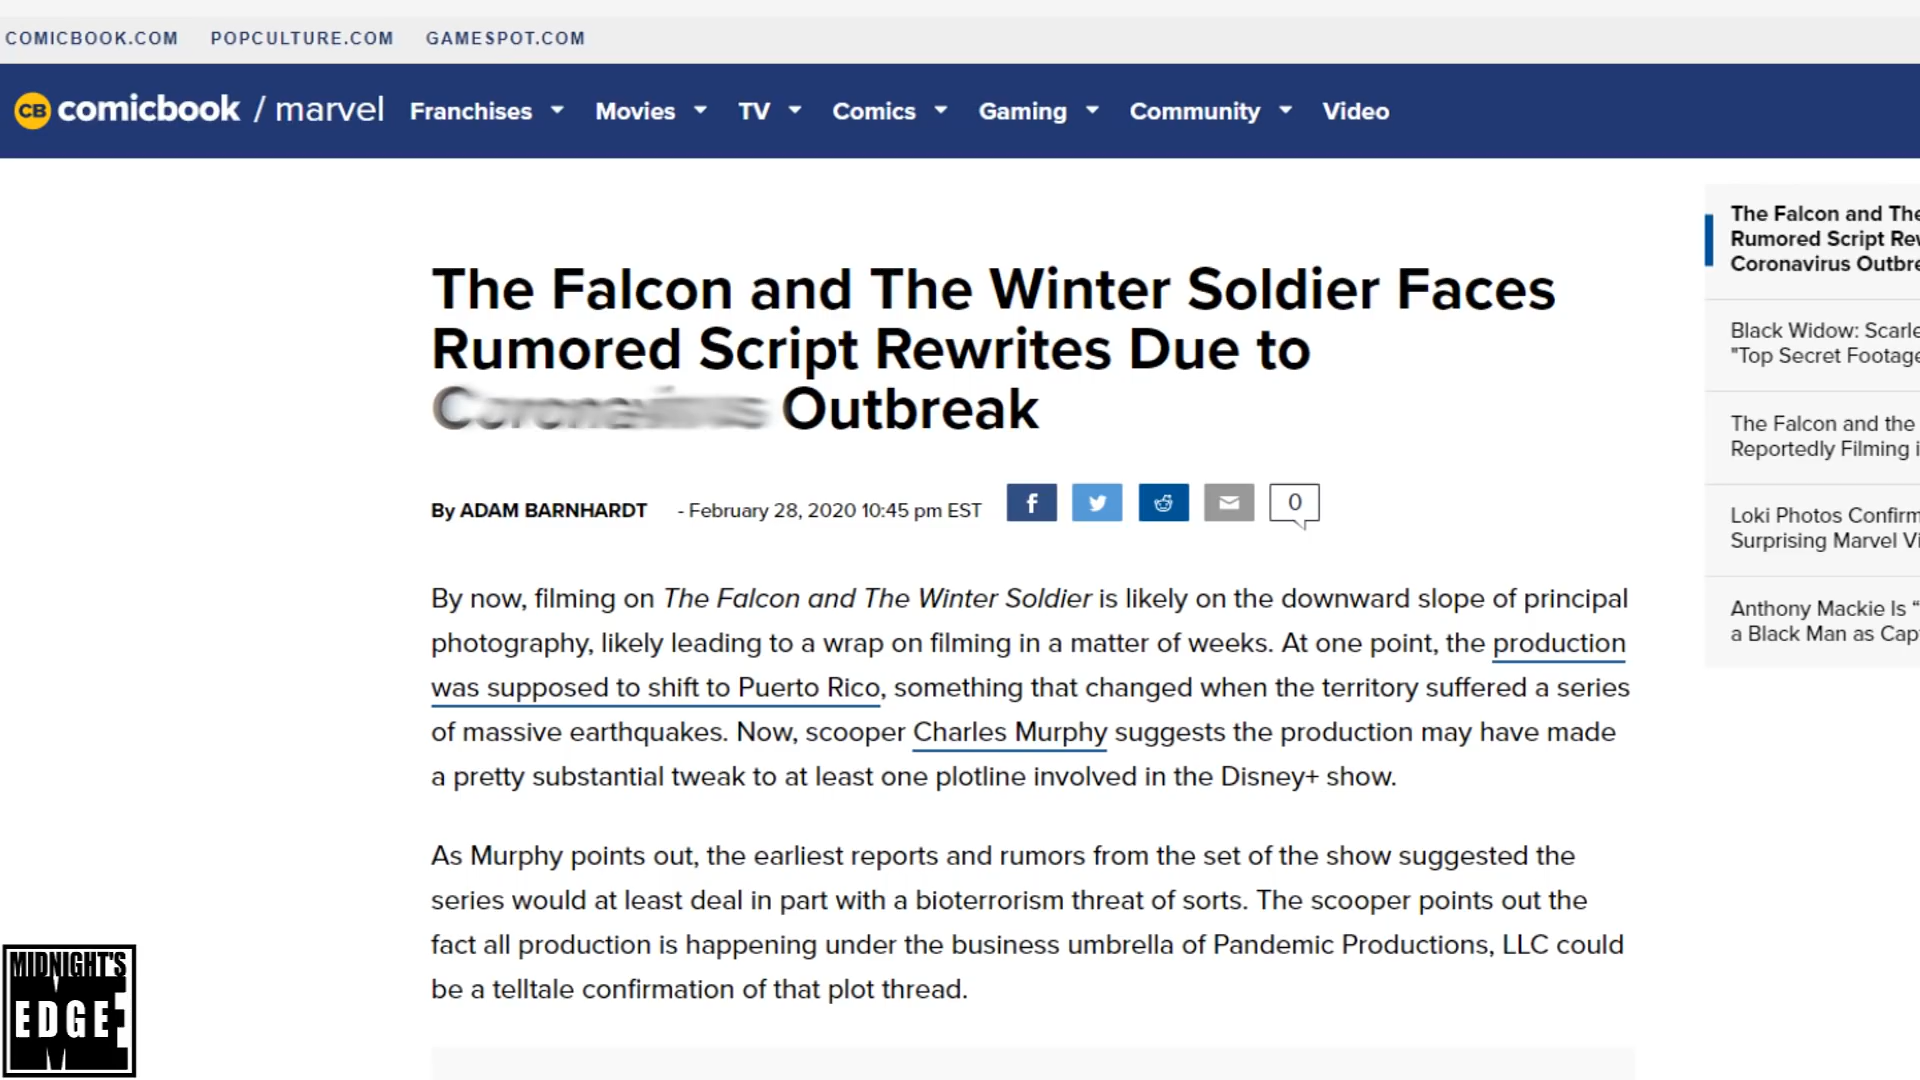 COMICBOOK.COM POPCULTURE.COM GAMESPOT.COM
CB comicbook / marvel Franchises Movies TV Comics Gaming Community Video
The Falcon and The Winter Soldier Faces
Rumored Script Rewrites Due to
Coronavirus Outbreak
By ADAM BARNHARDT - February 28, 2020 10:45 pm EST f 0
By now, filming on The Falcon and The Winter Soldier is likely on the downward slope of principal
photography, likely leading to a wrap on filming in a matter of weeks. At one point, the production
was supposed to shift to Puerto Rico, something that changed when the territory suffered a series
of massive earthquakes. Now, scooper Charles Murphy suggests the production may have made
a pretty substantial tweak to at least one plotline involved in the Disney+ show.
As Murphy points out, the earliest reports and rumors from the set of the show suggested the
series would at least deal in part with a bioterrorism threat of sorts. The scooper points out the
fact all production is happening under the business umbrella of Pandemic Productions, LLC could
be a telltale confirmation of that plot thread.
The Falcon and The
Rumored Script Rew
Coronavirus Outbre
Black Widow: Scarle
"Top Secret Footage
The Falcon and the
Reportedly Filming i
Loki Photos Confirm
Surprising Marvel Vi
Anthony Mackie Is “
a Black Man as Cap
MIDNIGHT'S
EDGE